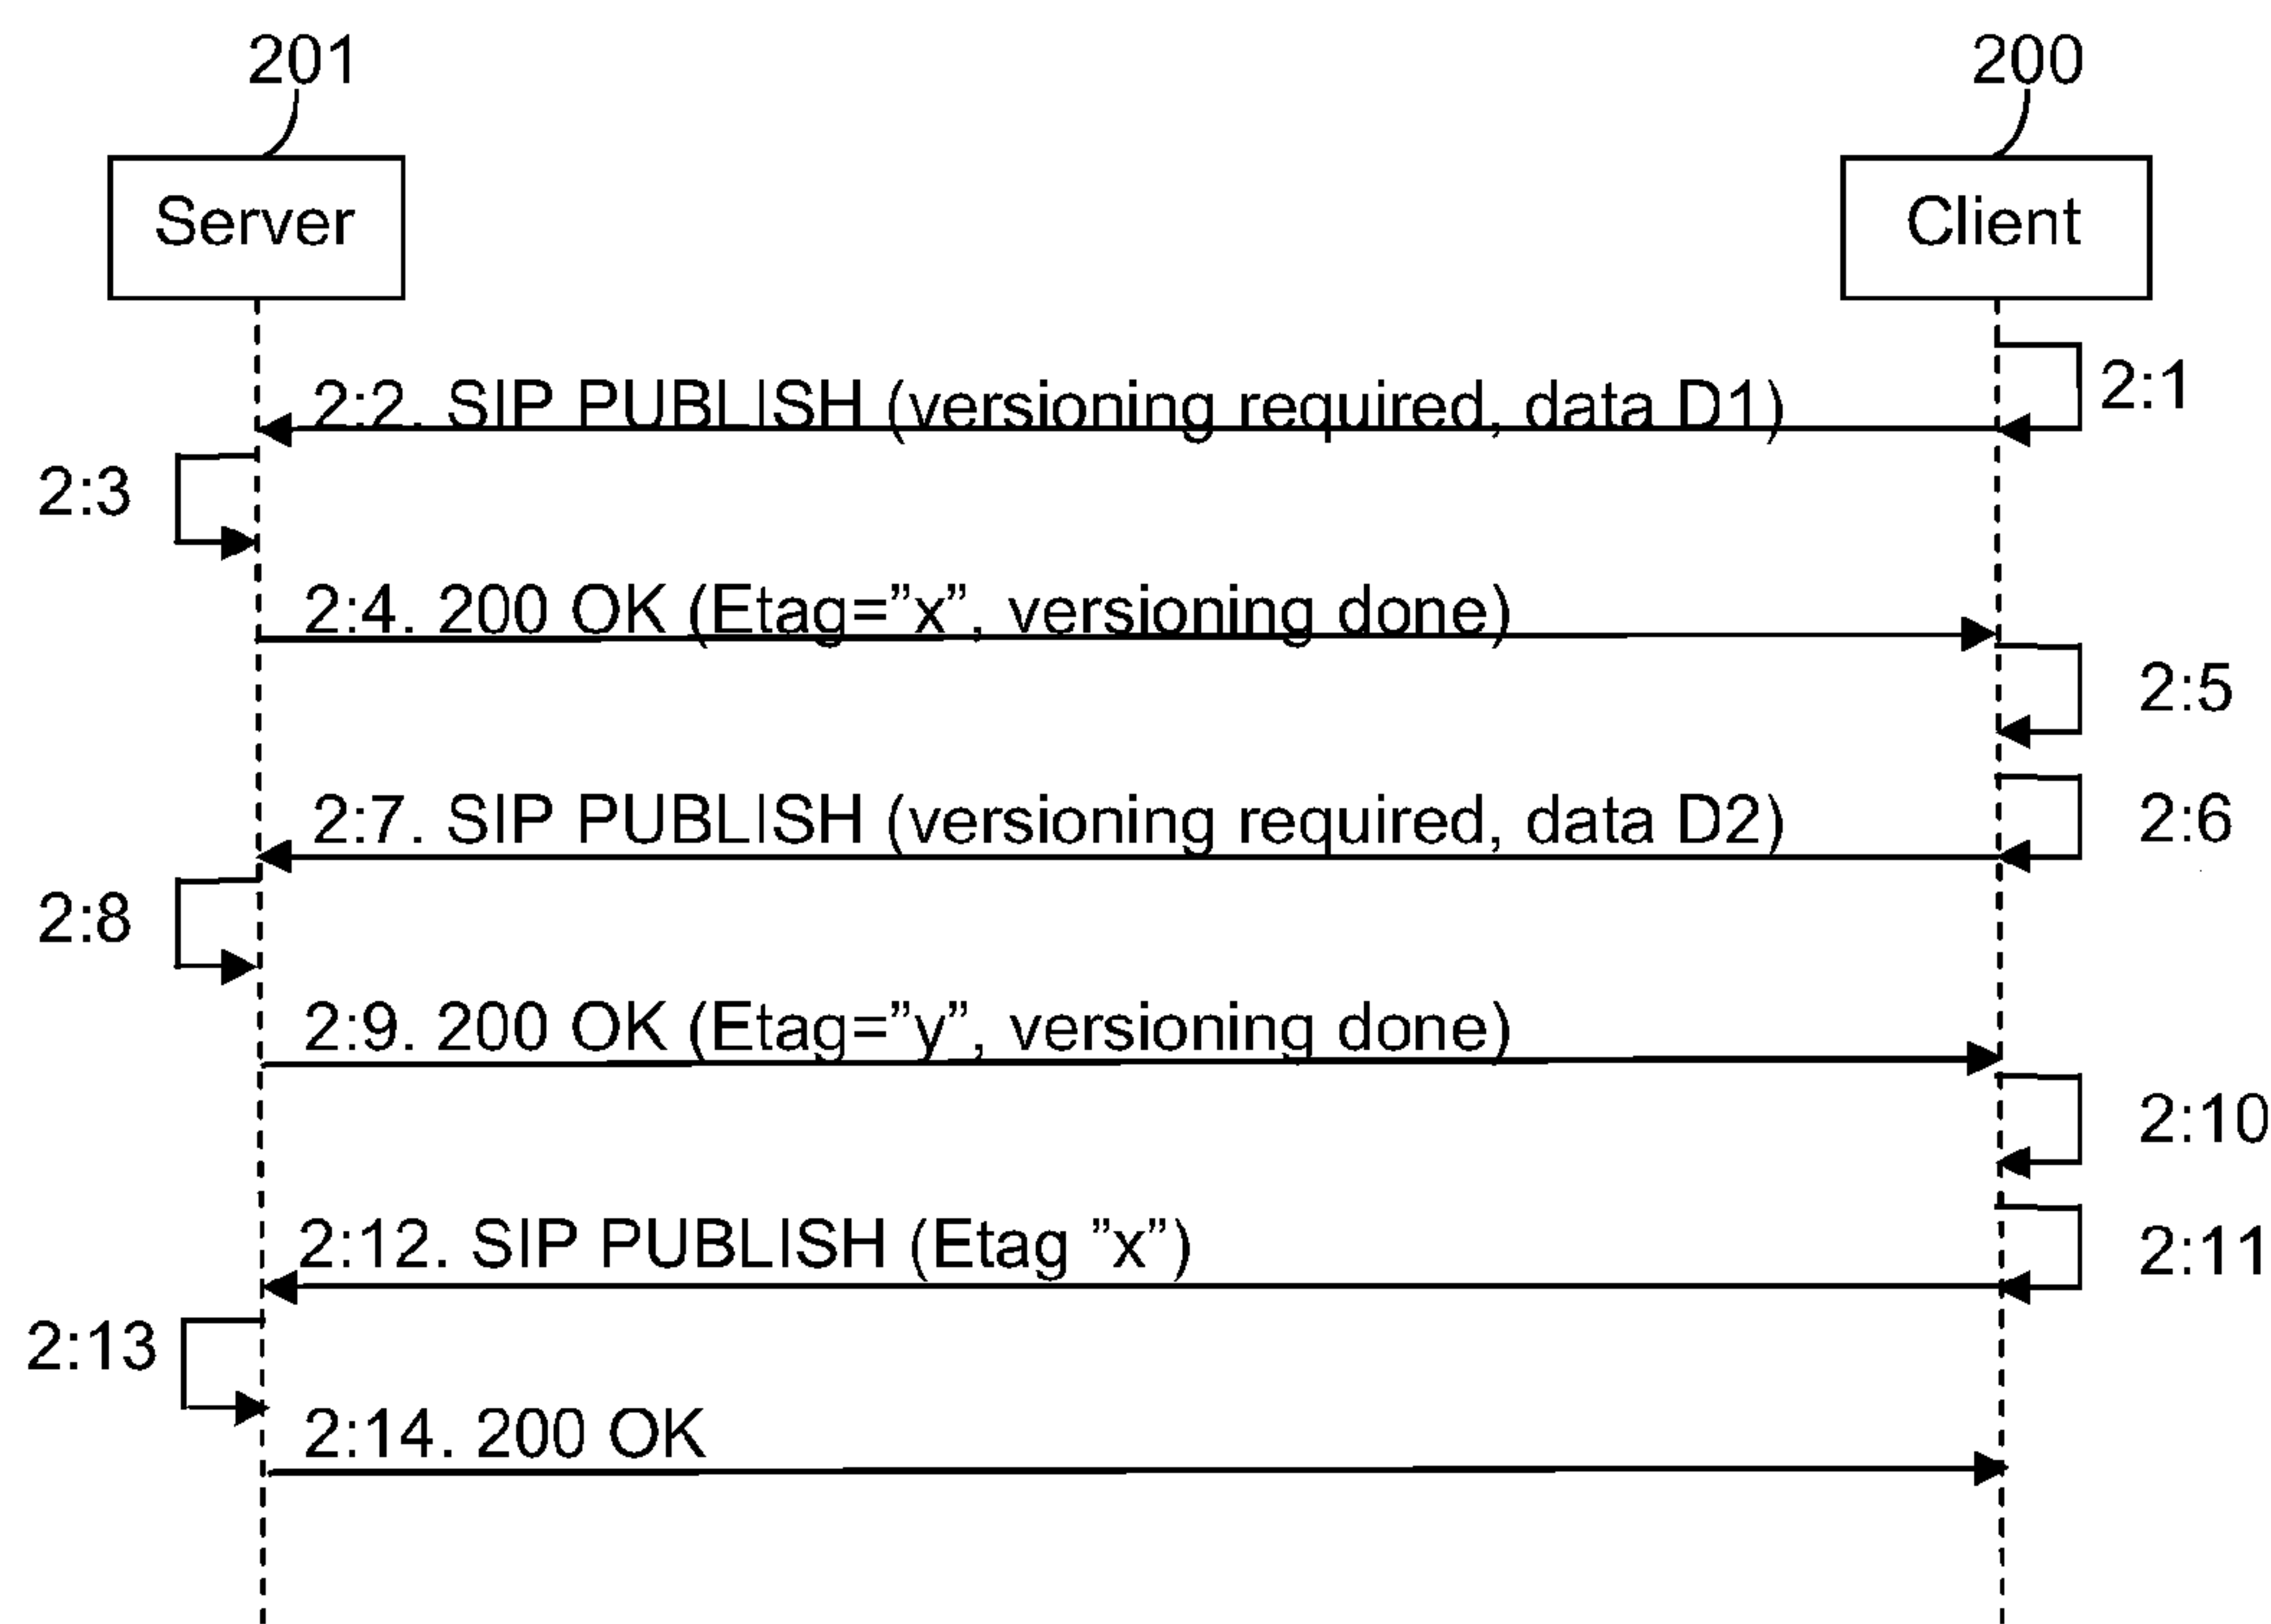 201
200
Server
Client
2:1
2:2. SIP PUBLISH (versioning required, data D1)
2:3
2:4. 200 OK (Etag=”x”, versioning done)
2:5
2:6
2:7. SIP PUBLISH (versioning required, data D2)
2:8
2:9. 200 OK (Etag=”y”, versioning done)
2:10
2:11
2:12. SIP PUBLISH (Etag ”x”)
2:13
2:14. 200 OK